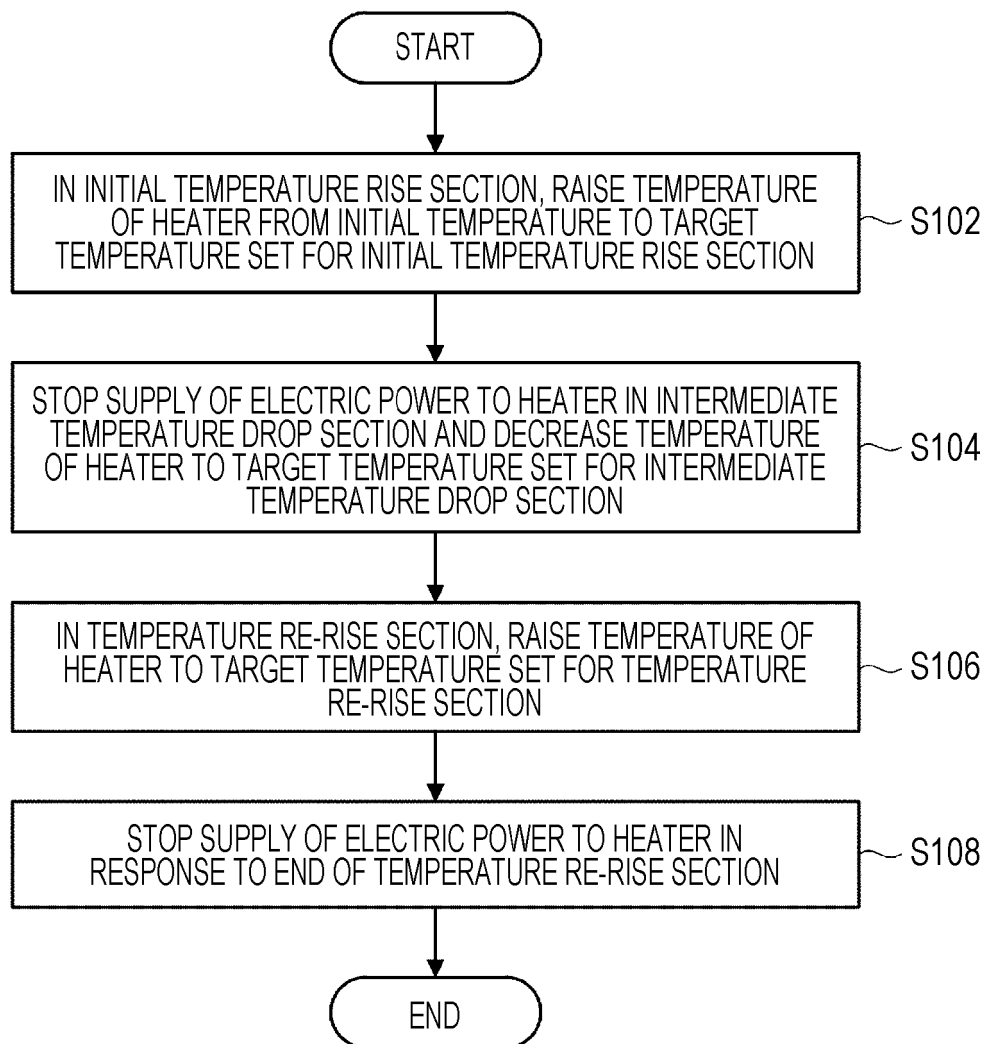 START
IN INITIAL TEMPERATURE RISE SECTION, RAISE TEMPERATURE
OF HEATER FROM INITIAL TEMPERATURE TO TARGET
TEMPERATURE SET FOR INITIAL TEMPERATURE RISE SECTION
S102
STOP SUPPLY OF ELECTRIC POWER TO HEATER IN INTERMEDIATE
TEMPERATURE DROP SECTION AND DECREASE TEMPERATURE
OF HEATER TO TARGET TEMPERATURE SET FOR INTERMEDIATE
TEMPERATURE DROP SECTION
S104
IN TEMPERATURE RE-RISE SECTION, RAISE TEMPERATURE OF
HEATER TO TARGET TEMPERATURE SET FOR TEMPERATURE
RE-RISE SECTION
S106
STOP SUPPLY OF ELECTRIC POWER TO HEATER IN
RESPONSE TO END OF TEMPERATURE RE-RISE SECTION
S108
END